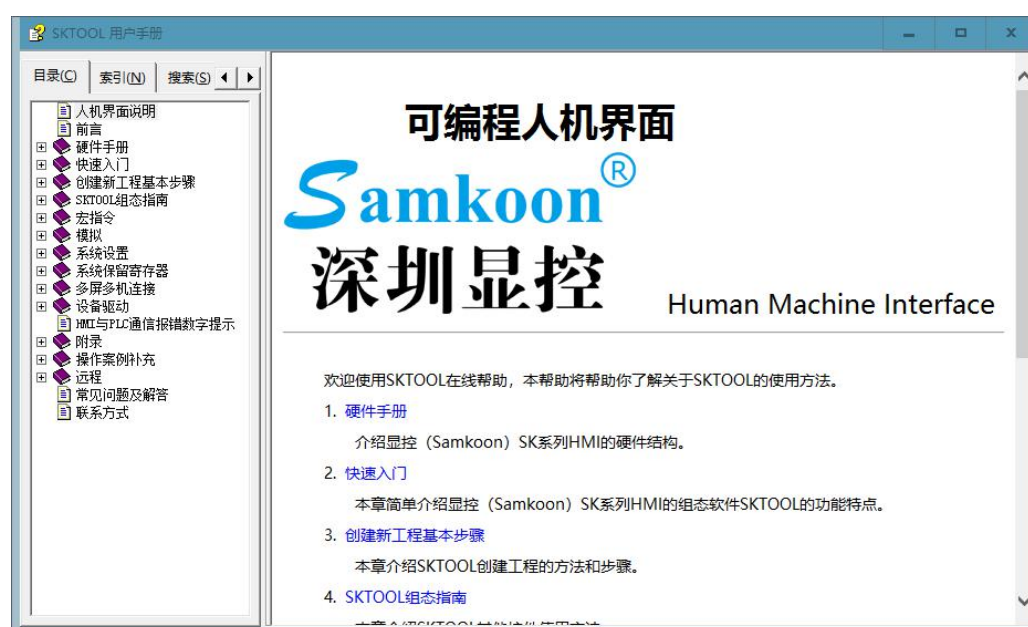 SKTOOL 用户手册
目录(C) 索引(N) 搜索(S)
人机界面说明
前言
硬件手册
快速入门
创建新工程基本步骤
SKTOOL组态指南
宏指令
模拟
系统设置
系统保留寄存器
多屏多机连接
设备驱动
HMI与PLC通信报错数字提示
附录
操作案例补充
远程
常见问题及解答
联系方式
可编程人机界面
Samkoon®
深圳显控
Human Machine Interface
欢迎使用SKTOOL在线帮助，本帮助将帮助你了解关于SKTOOL的使用方法。
1. 硬件手册
介绍显控（Samkoon）SK系列HMI的硬件结构。
2. 快速入门
本章简单介绍显控（Samkoon）SK系列HMI的组态软件SKTOOL的功能特点。
3. 创建新工程基本步骤
本章介绍SKTOOL创建工程的方法和步骤。
4. SKTOOL组态指南